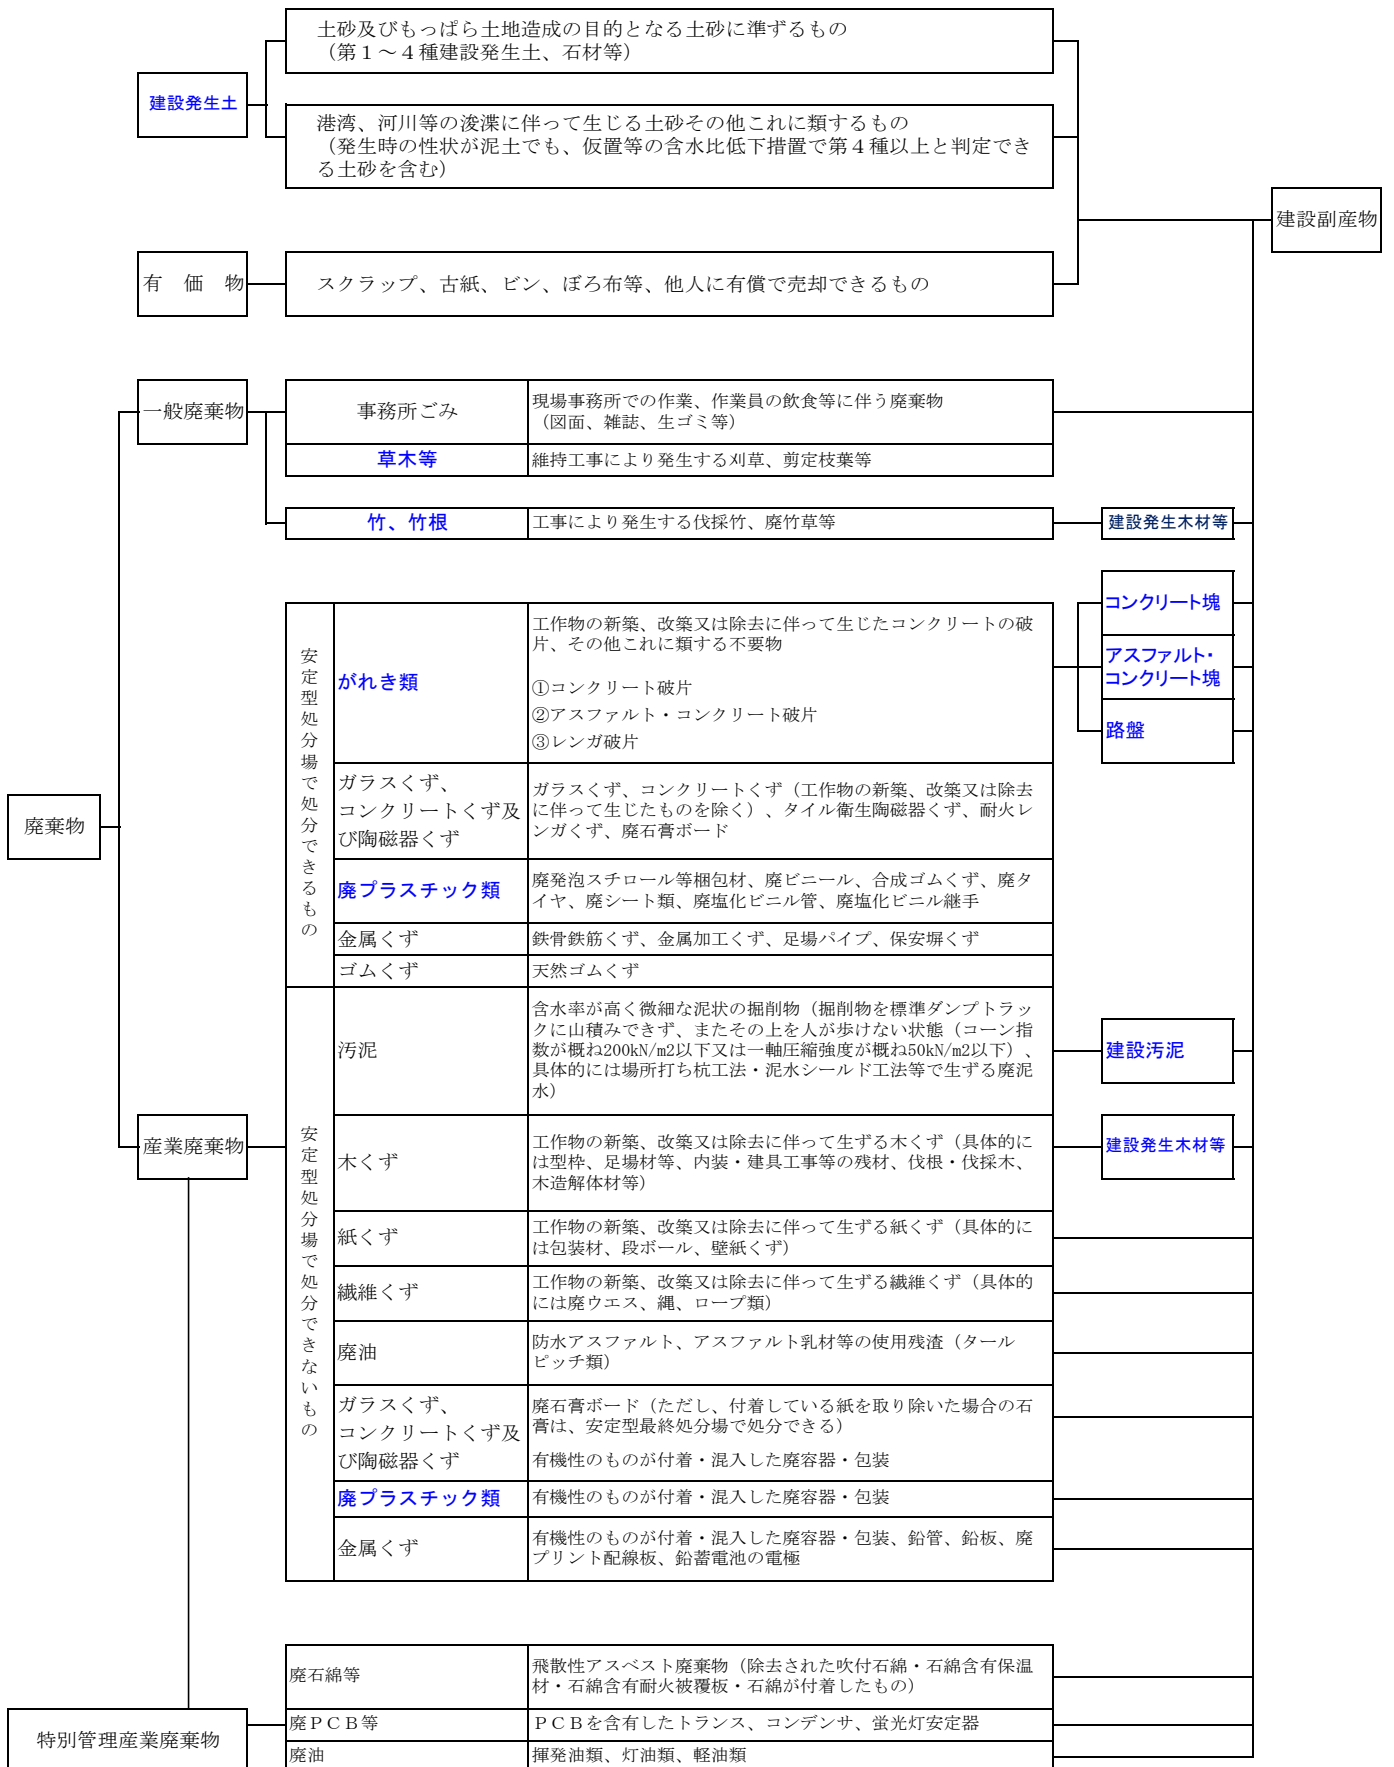 土砂及びもっぱら土地造成の目的となる土砂に準ずるもの
（第１～４種建設発生土、石材等）
建設発生土
港湾、河川等の浚渫に伴って生じる土砂その他これに類するもの
（発生時の性状が泥土でも、仮置等の含水比低下措置で第４種以上と判定でき
る土砂を含む）
建設副産物
有　価　物
スクラップ、古紙、ビン、ぼろ布等、他人に有償で売却できるもの
一般廃棄物
事務所ごみ
現場事務所での作業、作業員の飲食等に伴う廃棄物
（図面、雑誌、生ゴミ等）
草木等
維持工事により発生する刈草、剪定枝葉等
竹、竹根
工事により発生する伐採竹、廃竹草等
建設発生木材等
安定型処分場で処分できるもの
がれき類
工作物の新築、改築又は除去に伴って生じたコンクリートの破
片、その他これに類する不要物
①コンクリート破片
②アスファルト・コンクリート破片
③レンガ破片
コンクリート塊
アスファルト・
コンクリート塊
路盤
ガラスくず、
コンクリートくず及
び陶磁器くず
ガラスくず、コンクリートくず（工作物の新築、改築又は除去
に伴って生じたものを除く）、タイル衛生陶磁器くず、耐火レ
ンガくず、廃石膏ボード
廃棄物
廃プラスチック類
廃発泡スチロール等梱包材、廃ビニール、合成ゴムくず、廃タ
イヤ、廃シート類、廃塩化ビニル管、廃塩化ビニル継手
金属くず
鉄骨鉄筋くず、金属加工くず、足場パイプ、保安塀くず
ゴムくず
天然ゴムくず
産業廃棄物
安定型処分場で処分できないもの
汚泥
含水率が高く微細な泥状の掘削物（掘削物を標準ダンプトラッ
クに山積みできず、またその上を人が歩けない状態（コーン指
数が概ね200kN/m2以下又は一軸圧縮強度が概ね50kN/m2以下）、
具体的には場所打ち杭工法・泥水シールド工法等で生ずる廃泥
水）
建設汚泥
木くず
工作物の新築、改築又は除去に伴って生ずる木くず（具体的に
は型枠、足場材等、内装・建具工事等の残材、伐根・伐採木、
木造解体材等）
建設発生木材等
紙くず
工作物の新築、改築又は除去に伴って生ずる紙くず（具体的に
は包装材、段ボール、壁紙くず）
繊維くず
工作物の新築、改築又は除去に伴って生ずる繊維くず（具体的
には廃ウエス、縄、ロープ類）
廃油
防水アスファルト、アスファルト乳材等の使用残渣（タール
ピッチ類）
ガラスくず、
コンクリートくず及
び陶磁器くず
廃石膏ボード（ただし、付着している紙を取り除いた場合の石
膏は、安定型最終処分場で処分できる）
有機性のものが付着・混入した廃容器・包装
廃プラスチック類
有機性のものが付着・混入した廃容器・包装
金属くず
有機性のものが付着・混入した廃容器・包装、鉛管、鉛板、廃
プリント配線板、鉛蓄電池の電極
特別管理産業廃棄物
廃石綿等
飛散性アスベスト廃棄物（除去された吹付石綿・石綿含有保温
材・石綿含有耐火被覆板・石綿が付着したもの）
廃ＰＣＢ等
ＰＣＢを含有したトランス、コンデンサ、蛍光灯安定器
廃油
揮発油類、灯油類、軽油類